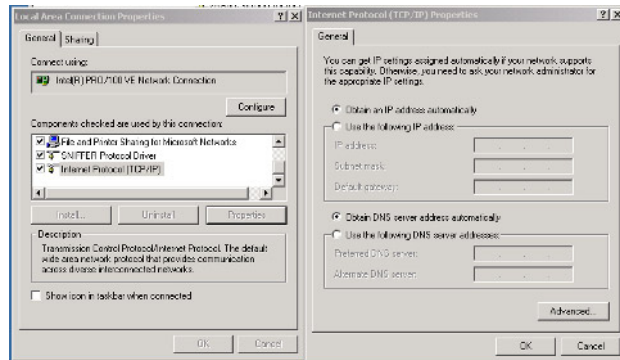 Local Area Connection Properties
General
Sharing
Connect using:
Intel(R) PRO/100 VE Network Connection
Configure
Components checked are used by this connection:
File and Printer Sharing for Microsoft Networks
SNIFFER Protocol Driver
Internet Protocol (TCP/IP)
Install...
Uninstall
Properties
Description
Transmission Control Protocol/Internet Protocol. The default
wide area network protocol that provides communication
across diverse interconnected networks.
Show icon in taskbar when connected
OK
Cancel
Internet Protocol (TCP/IP) Properties
General
You can get IP settings assigned automatically if your network supports
this capability. Otherwise, you need to ask your network administrator for
the appropriate IP settings.
Obtain an IP address automatically
Use the following IP address:
IP address:
Subnet mask:
Default gateway:
Obtain DNS server address automatically
Use the following DNS server addresses:
Preferred DNS server:
Alternate DNS server:
Advanced...
OK
Cancel